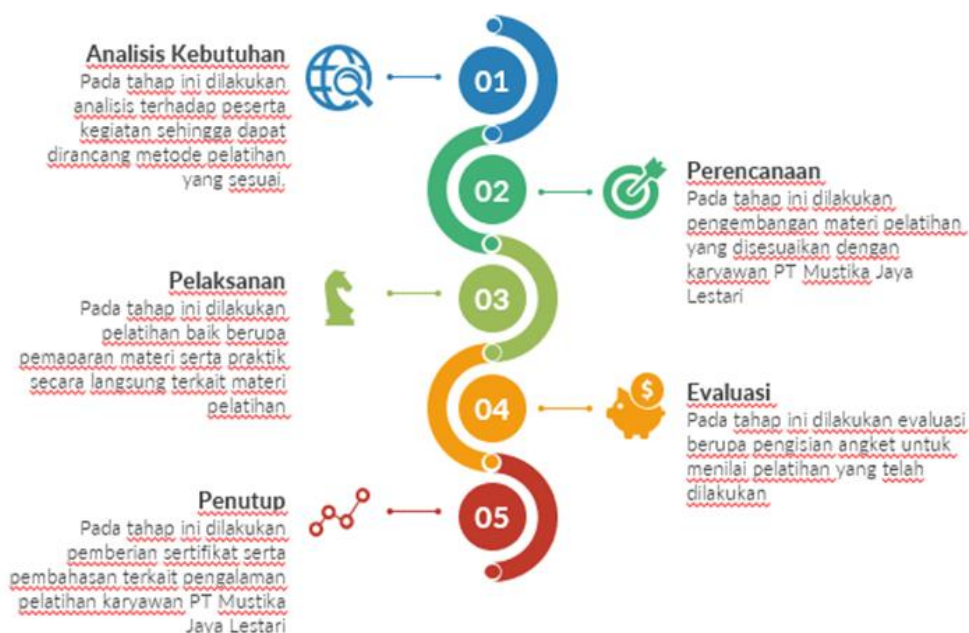 Analisis Kebutuhan
Pada tahap ini dilakukan
analisis terhadap peserta
kegiatan sehingga dapat
dirancang metode pelatihan
yang sesuai.
01
02
Perencanaan
Pada tahap ini dilakukan
pengembangan materi pelatihan
yang disesuaikan dengan
karyawan PT Mustika Jaya
Lestari
Pelaksanan
Pada tahap ini dilakukan
pelatihan baik berupa
pemaparan materi serta praktik
secara langsung terkait materi
pelatihan
03
04
$
Evaluasi
Pada tahap ini dilakukan evaluasi
berupa pengisian angket untuk
menilai pelatihan yang telah
dilakukan
Penutup
Pada tahap ini dilakukan
pemberian sertifikat serta
pembahasan terkait pengalaman
pelatihan karyawan PT Mustika
Jaya Lestari
05